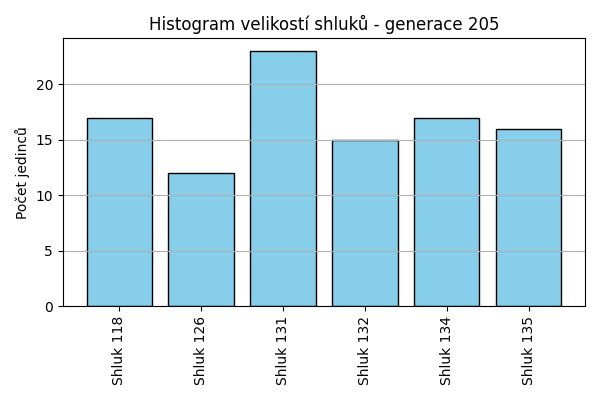 Histogram velikostí shluků - generace 205
Počet jedinců
20
15
10
5
0
Shluk 118
Shluk 126
Shluk 131
Shluk 132
Shluk 134
Shluk 135